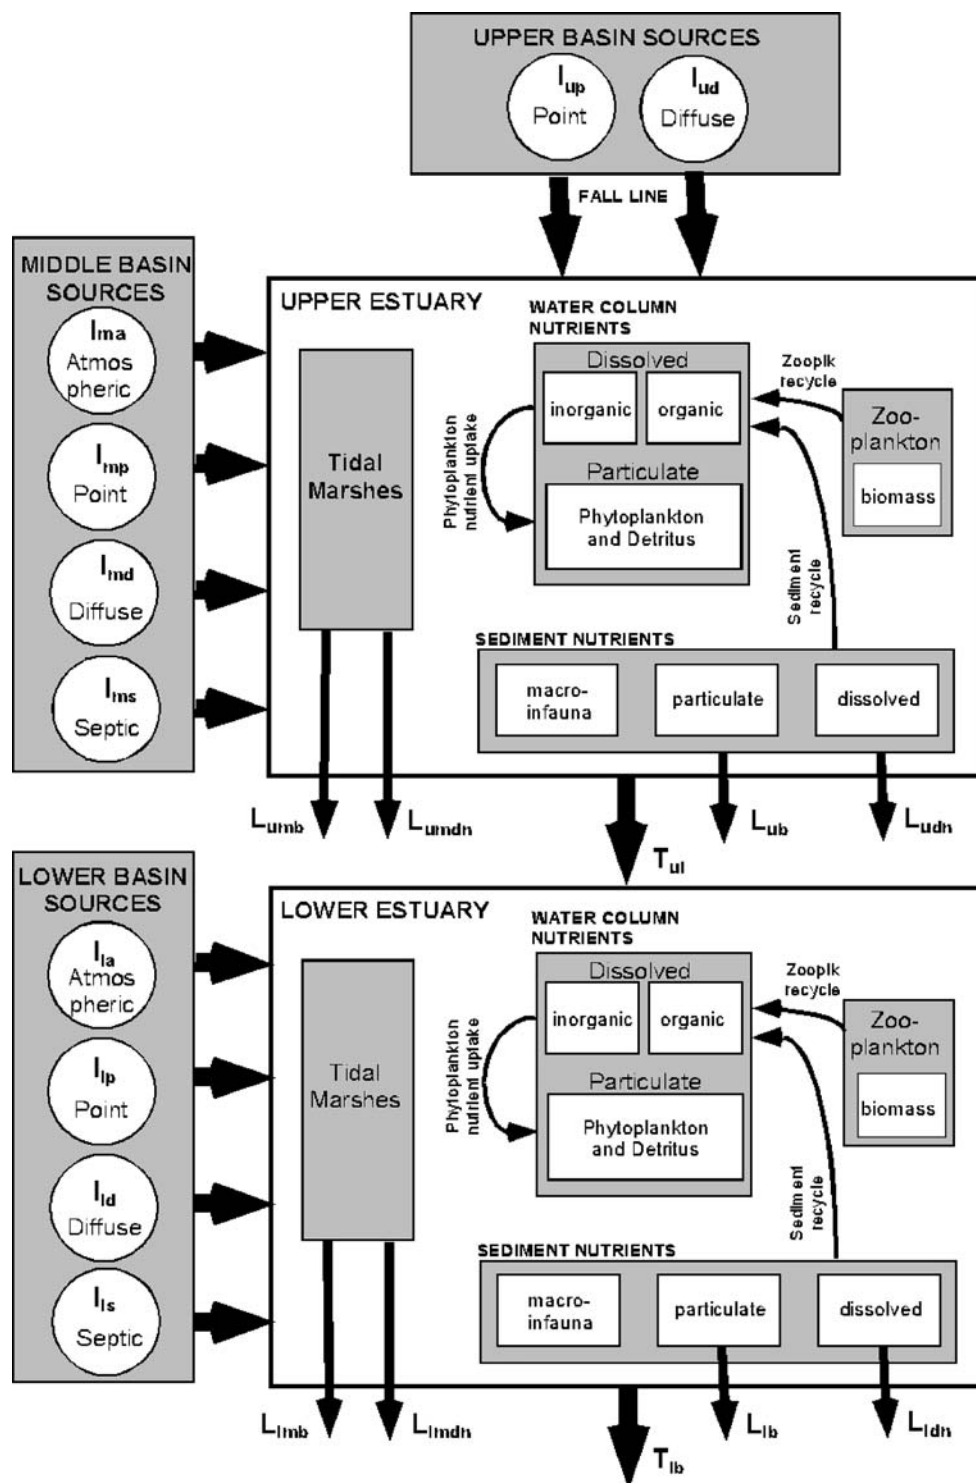 UPPER BASIN SOURCES
Iup
Point
Iud
Diffuse
FALL LINE
MIDDLE BASIN
SOURCES
Ima
Atmos
pheric
Imp
Point
Imd
Diffuse
Ims
Septic
UPPER ESTUARY
Tidal
Marshes
WATER COLUMN
NUTRIENTS
Dissolved
inorganic
organic
Particulate
Phytoplankton
and Detritus
Phytoplankton
nutrient uptake
Zooplk
recycle
Zoo-
plankton
biomass
Sediment
recycle
SEDIMENT NUTRIENTS
macro-
infauna
particulate
dissolved
Lumb
Lumdn
Tul
Lub
Ludn
LOWER BASIN
SOURCES
Ila
Atmos
pheric
Ilp
Point
Ild
Diffuse
Ils
Septic
LOWER ESTUARY
Tidal
Marshes
WATER COLUMN
NUTRIENTS
Dissolved
inorganic
organic
Particulate
Phytoplankton
and Detritus
Phytoplankton
nutrient uptake
Zooplk
recycle
Zoo-
plankton
biomass
Sediment
recycle
SEDIMENT NUTRIENTS
macro-
infauna
particulate
dissolved
Llmb
Llmdn
Tlb
Llb
Lldn